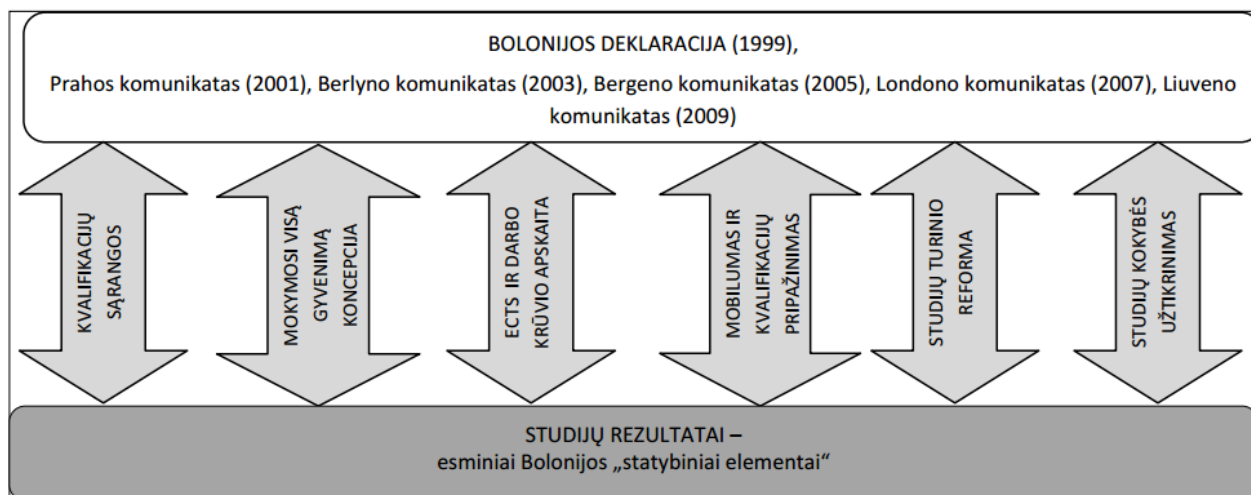 BOLONIJOS DEKLARACIJA (1999),
Prahos komunikatas (2001), Berlyno komunikatas (2003), Bergeno komunikatas (2005), Londono komunikatas (2007), Liuveno
komunikatas (2009)
KVALIFIKACIJŲ
SĄRANGOS
MOKYMOSI VISĄ
GYVENIMĄ
KONCEPCIJA
ECTS IR DARBO
KRŪVIO APSKAITA
MOBILUMAS IR
KVALIFIKACIJŲ
PRIPAŽINIMAS
STUDIJŲ TURINIO
REFORMA
STUDIJŲ KOKYBĖS
UŽTIKRINIMAS
STUDIJŲ REZULTATAI –
esminiai Bolonijos „statybiniai elementai“